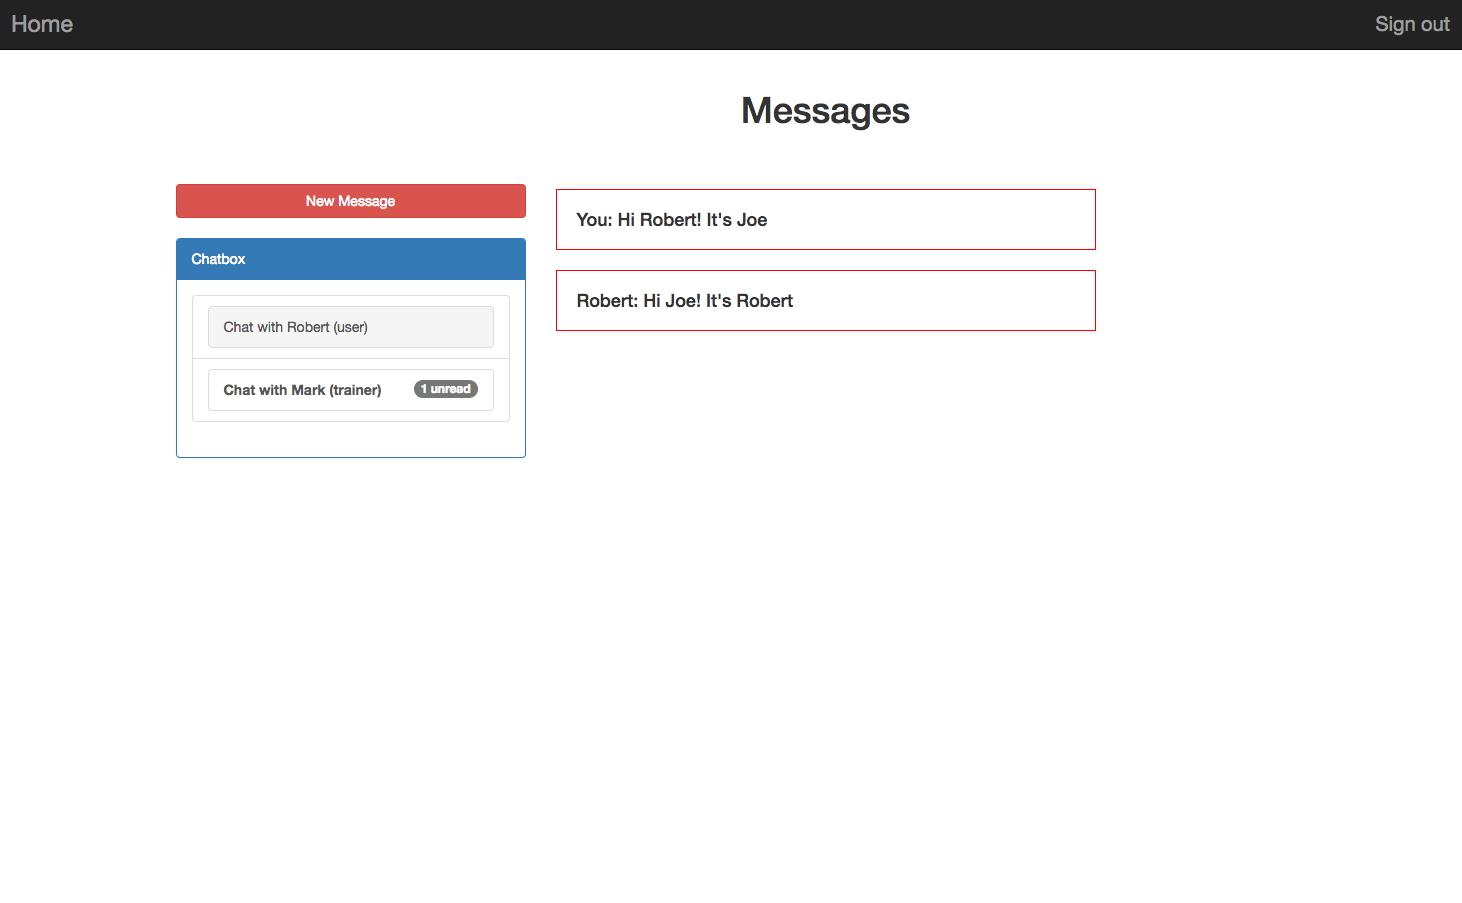 Home
Sign out
Messages
New Message
Chatbox
Chat with Robert (user)
Chat with Mark (trainer) 1 unread
You: Hi Robert! It's Joe
Robert: Hi Joe! It's Robert